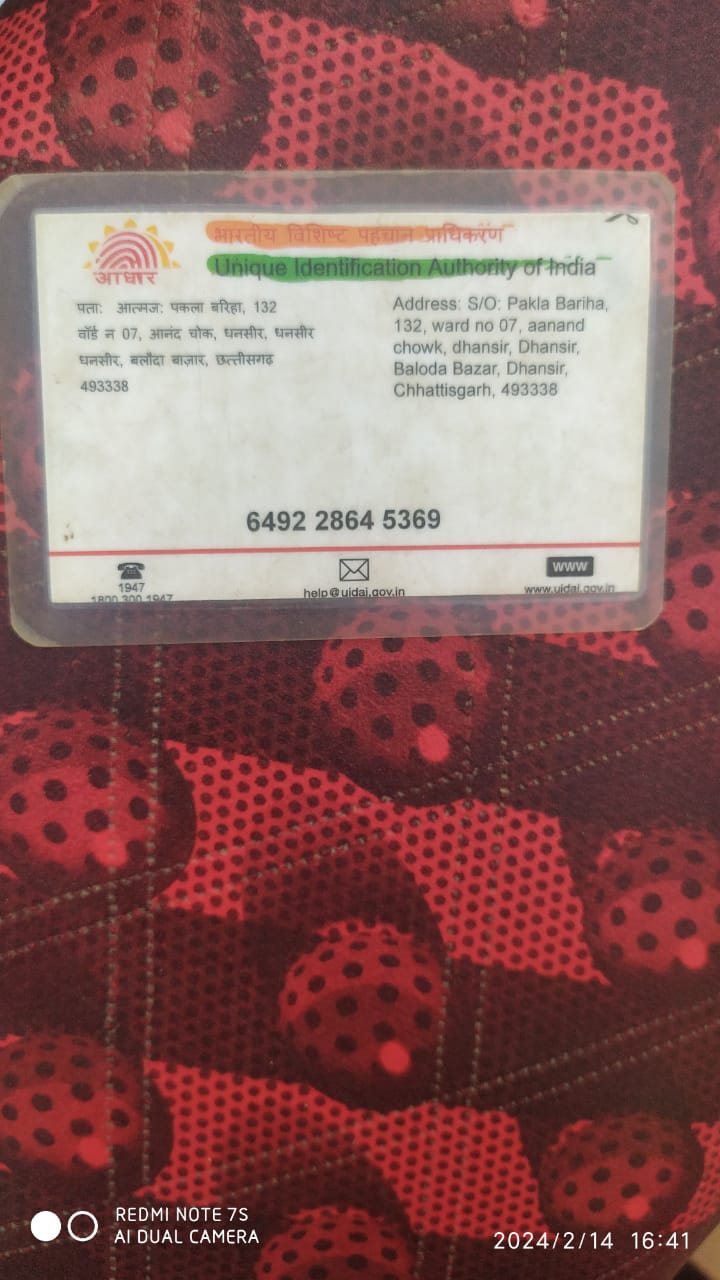 भारतीय विशिष्ट पहचान प्राधिकरण
Unique Identification Authority of India
आधार
पता: आत्मज: पकला बरिहा, 132
वॉर्ड न 07, आनंद चोक, धनसीर, धनसीर
धनसीर, बलौदा बाज़ार, छत्तीसगढ़
493338
Address: S/O: Pakla Bariha,
132, ward no 07, aanand
chowk, dhansir, Dhansir,
Baloda Bazar, Dhansir,
Chhattisgarh, 493338
6492 2864 5369
1947
1800 300 1947
help@uidai.gov.in
WWW
www.uidai.gov.in
REDMI NOTE 7S
AI DUAL CAMERA
2024/2/14 16:41